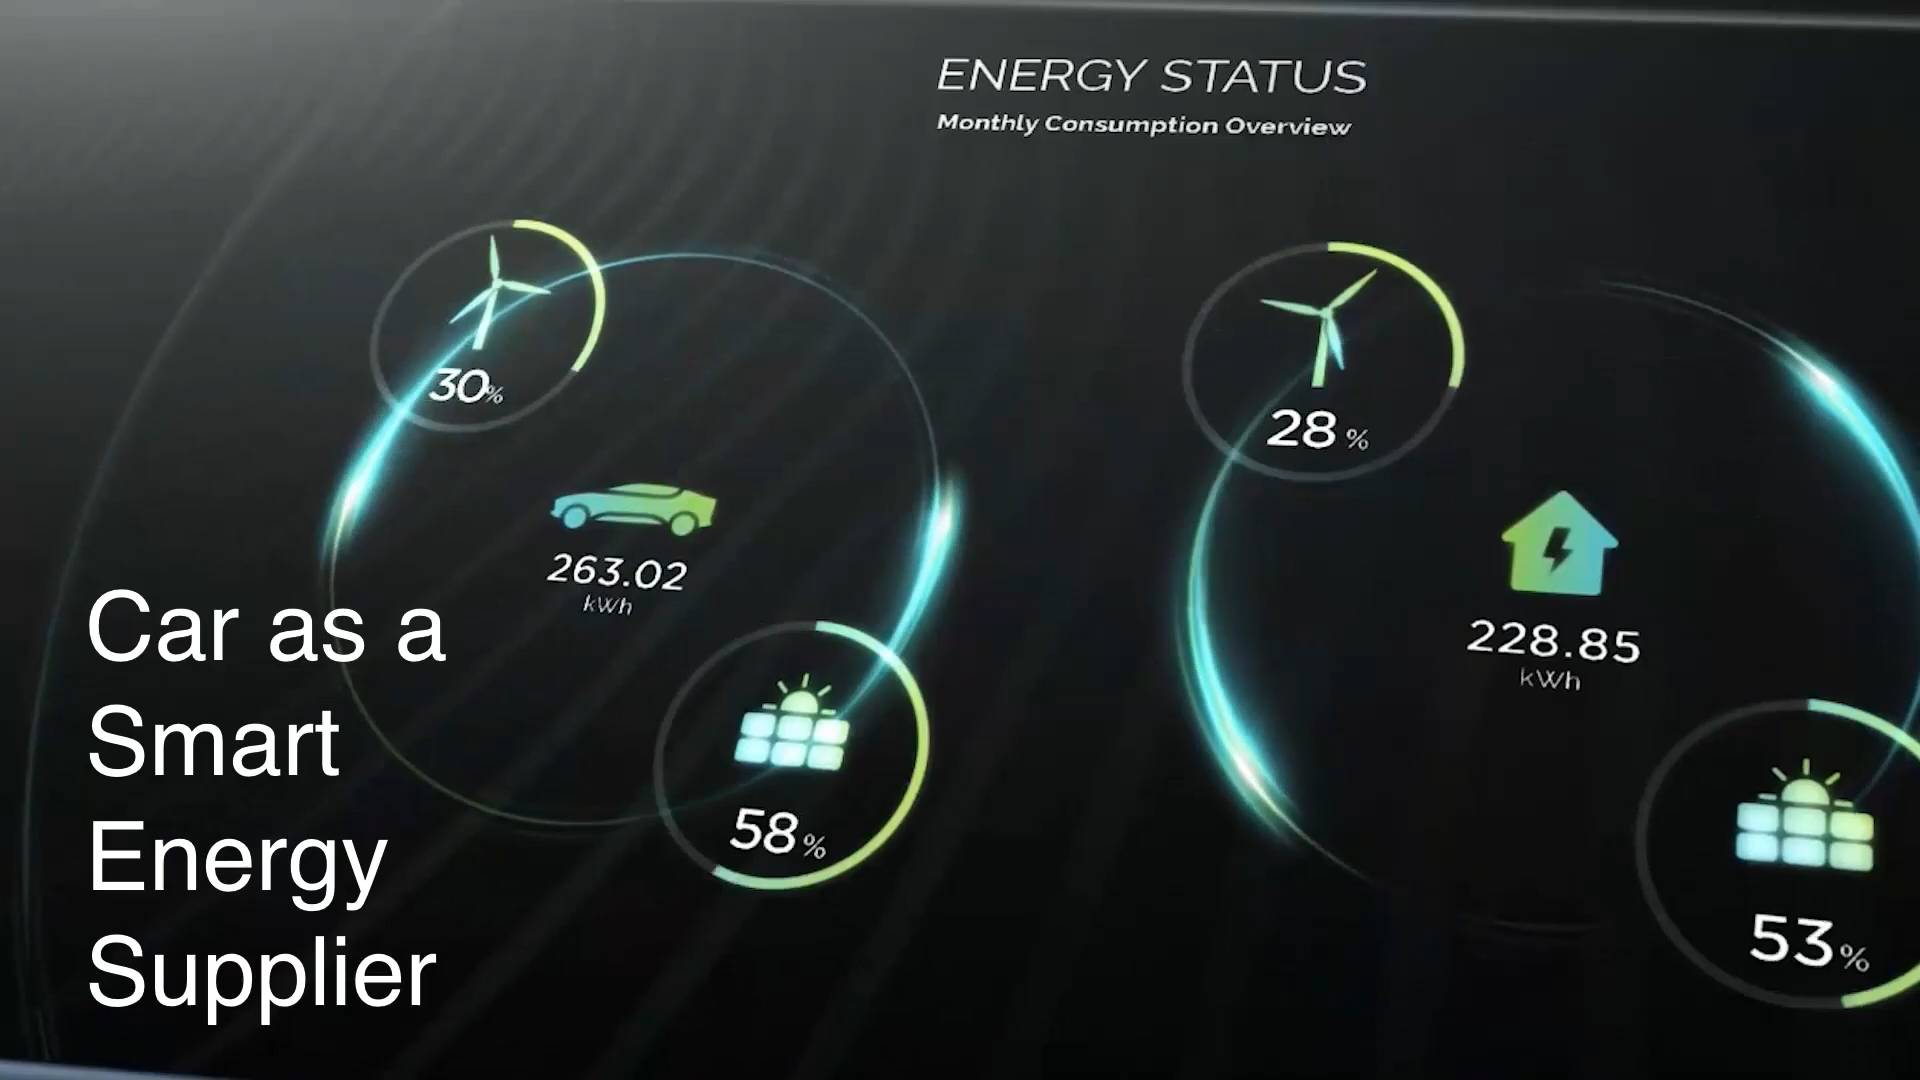 ENERGY STATUS
Monthly Consumption Overview
30%
28 %
263.02
kWh
228.85
kWh
58 %
53 %
Car as a
Smart
Energy
Supplier